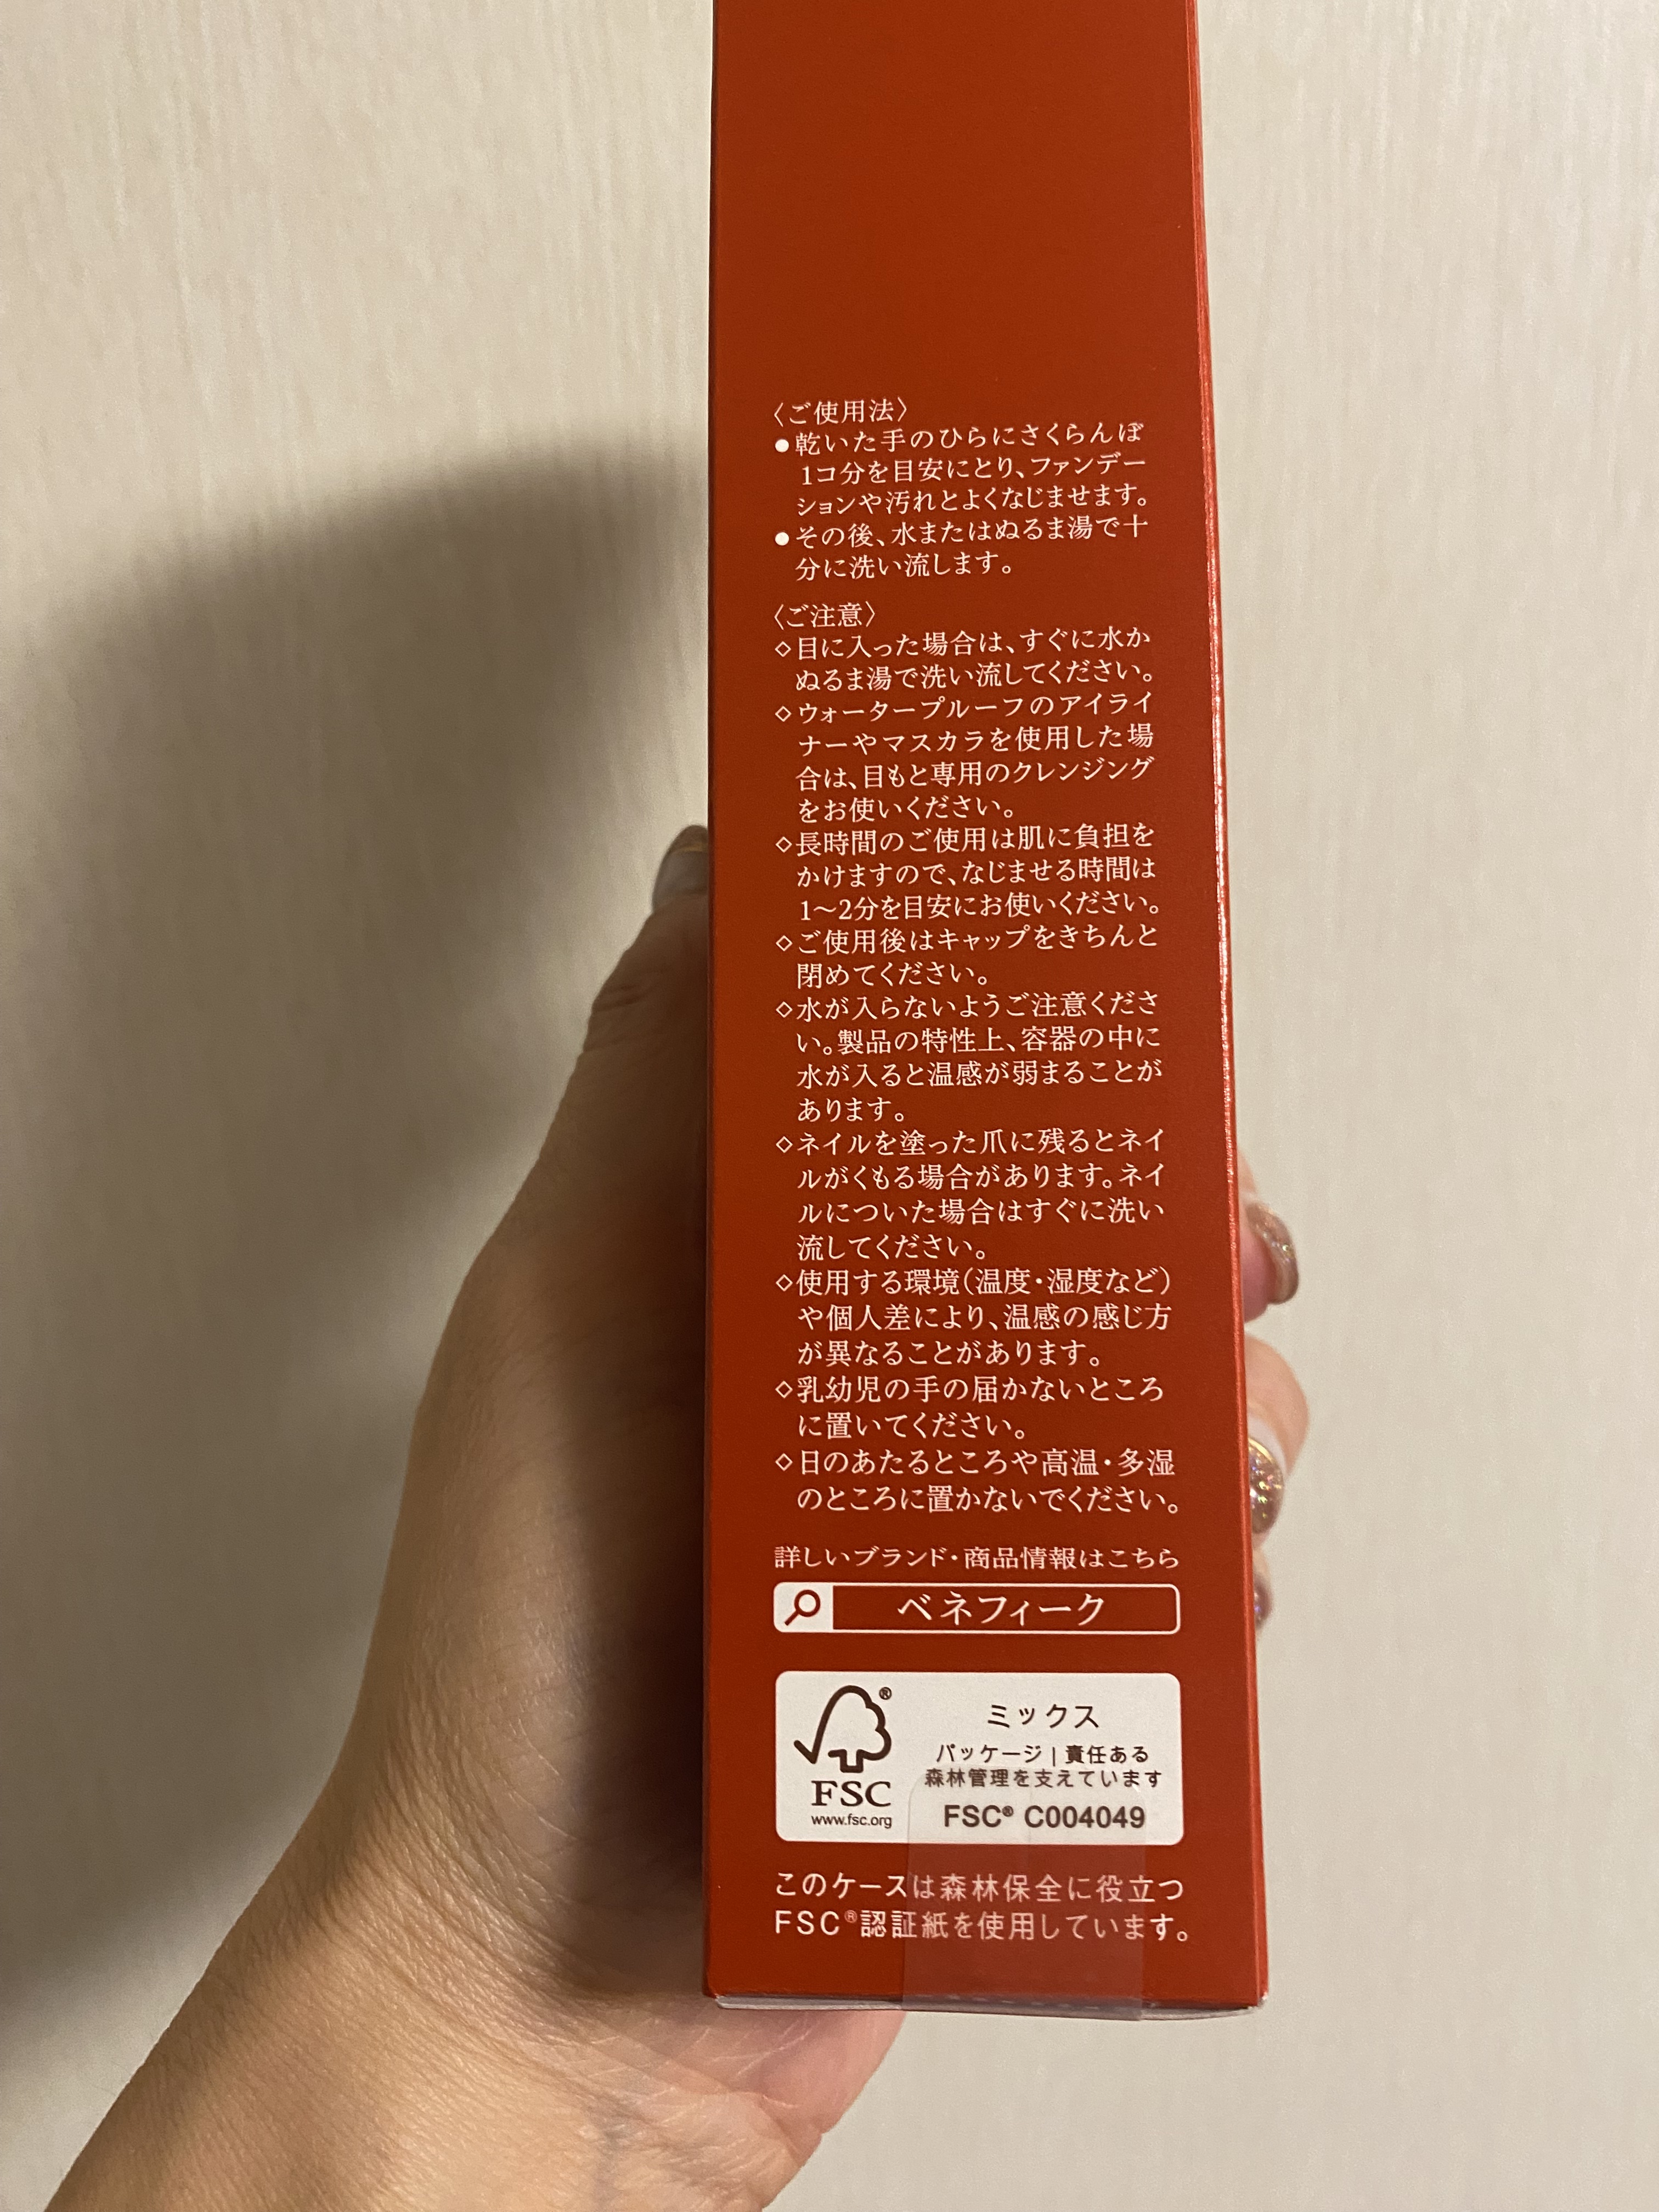 〈ご使用法〉
●乾いた手のひらにさくらんぼ
1コ分を目安にとり、ファンデー
ションや汚れとよくなじませます。
●その後、水またはぬるま湯で十
分に洗い流します。
〈ご注意〉
◇目に入った場合は、すぐに水か
ぬるま湯で洗い流してください。
◇ウォータープルーフのアイライ
ナーやマスカラを使用した場
合は、目もと専用のクレンジング
をお使いください。
◇長時間のご使用は肌に負担を
かけますので、なじませる時間は
1～2分を目安にお使いください。
◇ご使用後はキャップをきちんと
閉めてください。
◇水が入らないようご注意くださ
い。製品の特性上、容器の中に
水が入ると温感が弱まることが
あります。
◇ネイルを塗った爪に残るとネイ
ルがくもる場合があります。ネイ
ルについた場合はすぐに洗い
流してください。
◇使用する環境(温度・湿度など)
や個人差により、温感の感じ方
が異なることがあります。
◇乳幼児の手の届かないところ
に置いてください。
◇日のあたるところや高温・多湿
のところに置かないでください。
詳しいブランド・商品情報はこちら
ベネフィーク
®
FSC
www.fsc.org
ミックス
パッケージ | 責任ある
森林管理を支えています
FSC® C004049
このケースは森林保全に役立つ
FSC®認証紙を使用しています。